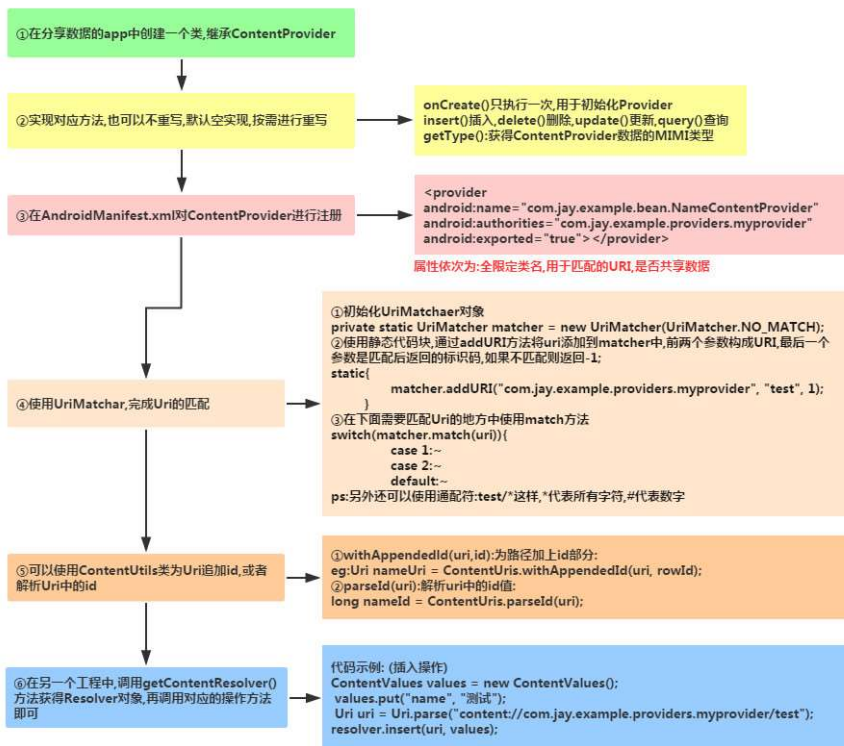 ①在分享数据的app中创建一个类,继承ContentProvider
②实现对应方法,也可以不重写,默认空实现,按需进行重写
onCreate()只执行一次,用于初始化Provider
insert()插入,delete()删除,update()更新,query()查询
getType():获得ContentProvider数据的MIMI类型
③在AndroidManifest.xml对ContentProvider进行注册
<provider
android:name="com.jay.example.bean.NameContentProvider"
android:authorities="com.jay.example.providers.myprovider"
android:exported="true"></provider>
属性依次为:全限定类名,用于匹配的URI,是否共享数据
④使用UriMatchar,完成Uri的匹配
①初始化UriMatchaer对象
private static UriMatcher matcher = new UriMatcher(UriMatcher.NO_MATCH);
②使用静态代码块,通过addURI方法将uri添加到matcher中,前两个参数构成URI,最后一个
参数是匹配后返回的标识码,如果不匹配则返回-1;
static{
matcher.addURI("com.jay.example.providers.myprovider", "test", 1);
}
③在下面需要匹配Uri的地方中使用match方法
switch(matcher.match(uri)){
case 1:~
case 2:~
default:~
ps:另外还可以使用通配符:test/*这样,*代表所有字符,#代表数字
⑤可以使用ContentUtils类为Uri追加id,或者
解析Uri中的id
①withAppendedId(uri,id):为路径加上id部分:
eg:Uri nameUri = ContentUris.withAppendedId(uri, rowId);
②parseId(uri):解析uri中的id值:
long nameId = ContentUris.parseId(uri);
⑥在另一个工程中,调用getContentResolver()
方法获得Resolver对象,再调用对应的操作方法
即可
代码示例: (插入操作)
ContentValues values = new ContentValues();
values.put("name", "测试");
Uri uri = Uri.parse("content://com.jay.example.providers.myprovider/test");
resolver.insert(uri, values);